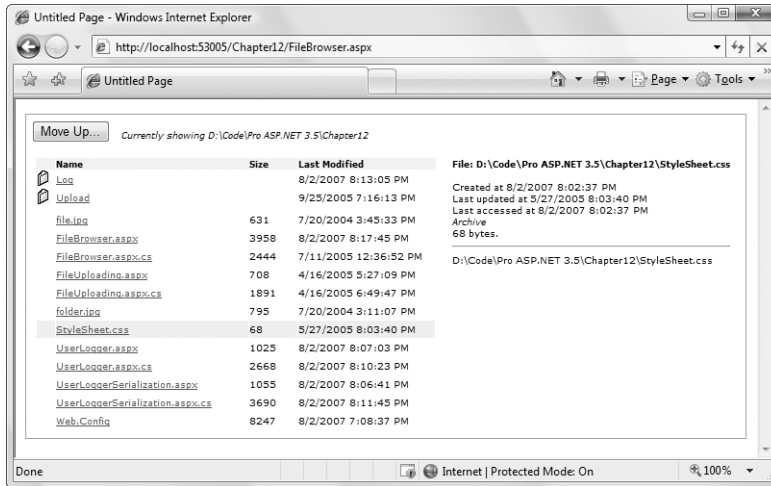 Untitled Page - Windows Internet Explorer
http://localhost:53005/Chapter12/FileBrowser.aspx
Untitled Page
Page Tools »
Move Up... Currently showing D:\Code\Pro ASP.NET 3.5\Chapter12
Name Size Last Modified
Log 8/2/2007 8:13:05 PM
Upload 9/25/2005 7:16:13 PM
file.jpg 631 7/20/2004 3:45:33 PM
FileBrowser.aspx 3958 8/2/2007 8:17:45 PM
FileBrowser.aspx.cs 2444 7/11/2005 12:36:52 PM
FileUploading.aspx 708 4/16/2005 5:27:09 PM
FileUploading.aspx.cs 1891 4/16/2005 6:49:47 PM
folder.jpg 795 7/20/2004 3:11:07 PM
StyleSheet.css 68 5/27/2005 8:03:40 PM
UserLogger.aspx 1025 8/2/2007 8:07:03 PM
UserLogger.aspx.cs 2668 8/2/2007 8:10:23 PM
UserLoggerSerialization.aspx 1055 8/2/2007 8:06:41 PM
UserLoggerSerialization.aspx.cs 3690 8/2/2007 8:11:45 PM
Web.Config 8247 8/2/2007 7:08:37 PM
File: D:\Code\Pro ASP.NET 3.5\Chapter12\StyleSheet.css
Created at 8/2/2007 8:02:37 PM
Last updated at 5/27/2005 8:03:40 PM
Last accessed at 8/2/2007 8:02:37 PM
Archive
68 bytes.
D:\Code\Pro ASP.NET 3.5\Chapter12\StyleSheet.css
Done Internet | Protected Mode: On 100%